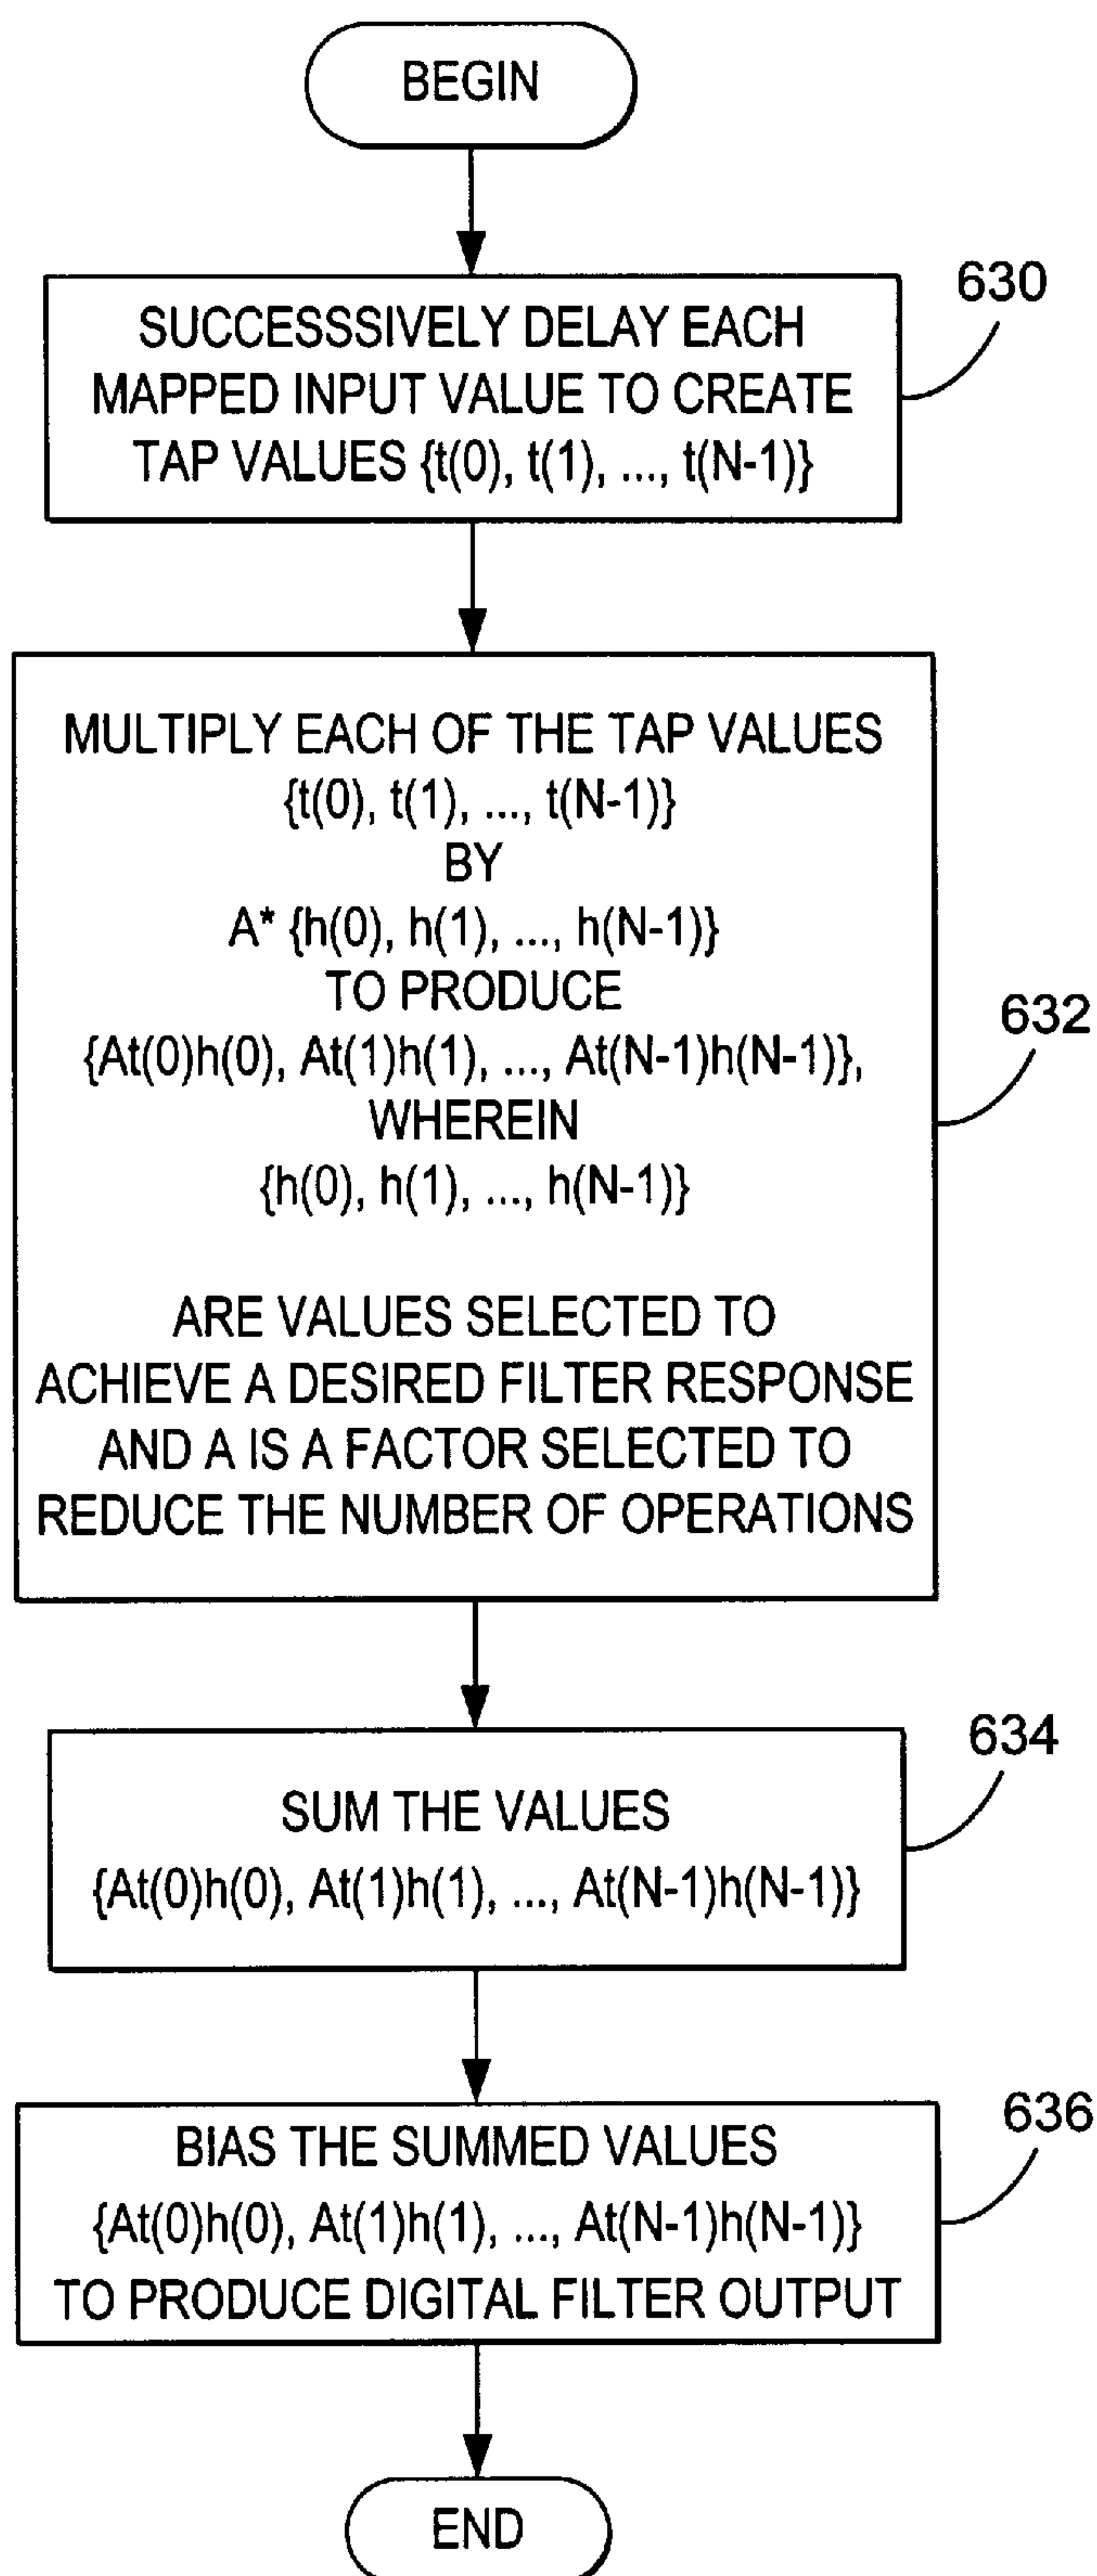 BEGIN
630
SUCCESSSIVELY DELAY EACH
MAPPED INPUT VALUE TO CREATE
TAP VALUES {t(0), t(1), ..., t(N-1)}
MULTIPLY EACH OF THE TAP VALUES
{t(0), t(1), ..., t(N-1)}
BY
A* {h(0), h(1), ..., h(N-1)}
TO PRODUCE
632
{At(0)h(0), At(1)h(1), ..., At(N-1)h(N-1)},
WHEREIN
{h(0), h(1), ..., h(N-1)}
ARE VALUES SELECTED TO
ACHIEVE A DESIRED FILTER RESPONSE
AND A IS A FACTOR SELECTED TO
REDUCE THE NUMBER OF OPERATIONS
634
SUM THE VALUES
{At(0)h(0), At(1)h(1), ..., At(N-1)h(N-1)}
636
BIAS THE SUMMED VALUES
{At(0)h(0), At(1)h(1), ..., At(N-1)h(N-1)}
TO PRODUCE DIGITAL FILTER OUTPUT
END